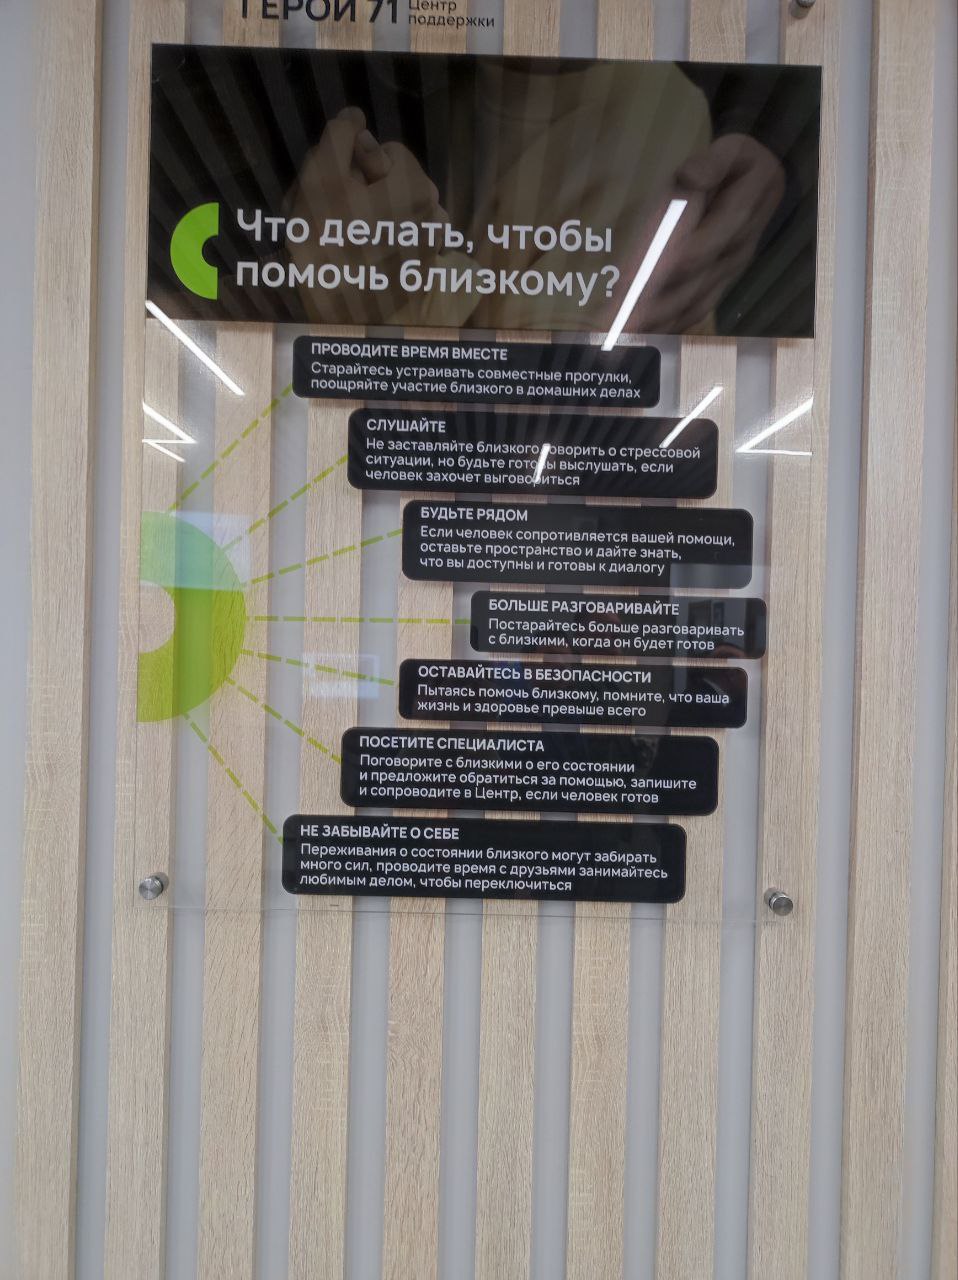 ГЕРОИ 71
Центр
поддержки
Что делать, чтобы
помочь близкому?
ПРОВОДИТЕ ВРЕМЯ ВМЕСТЕ
Старайтесь устраивать совместные прогулки,
поощряйте участие близкого в домашних делах
СЛУШАЙТЕ
Не заставляйте близкого говорить о стрессовой
ситуации, но будьте готовы выслушать, если
человек захочет выговориться
БУДЬТЕ РЯДОМ
Если человек сопротивляется вашей помощи,
оставьте пространство и дайте знать,
что вы доступны и готовы к диалогу
БОЛЬШЕ РАЗГОВАРИВАЙТЕ
Постарайтесь больше разговаривать
с близкими, когда он будет готов
ОСТАВАЙТЕСЬ В БЕЗОПАСНОСТИ
Пытаясь помочь близкому, помните, что ваша
жизнь и здоровье превыше всего
ПОСЕТИТЕ СПЕЦИАЛИСТА
Поговорите с близкими о его состоянии
и предложите обратиться за помощью, запишите
и сопроводите в Центр, если человек готов
НЕ ЗАБЫВАЙТЕ О СЕБЕ
Переживания о состоянии близкого могут забирать
много сил, проводите время с друзьями занимайтесь
любимым делом, чтобы переключиться